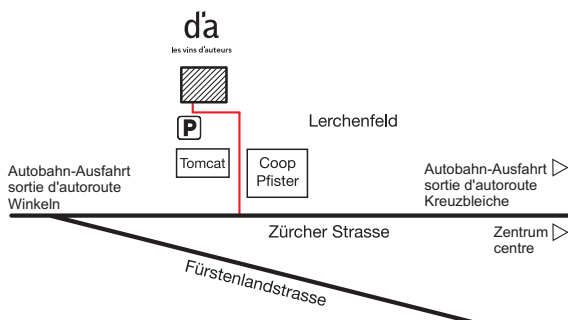 d'a
les vins d'auteurs
P
Lerchenfeld
Tomcat
Coop
Pfister
Autobahn-Ausfahrt
sortie d'autoroute
Winkeln
Autobahn-Ausfahrt
sortie d'autoroute
Kreuzbleiche
Zürcher Strasse
Zentrum
centre
Fürstenlandstrasse